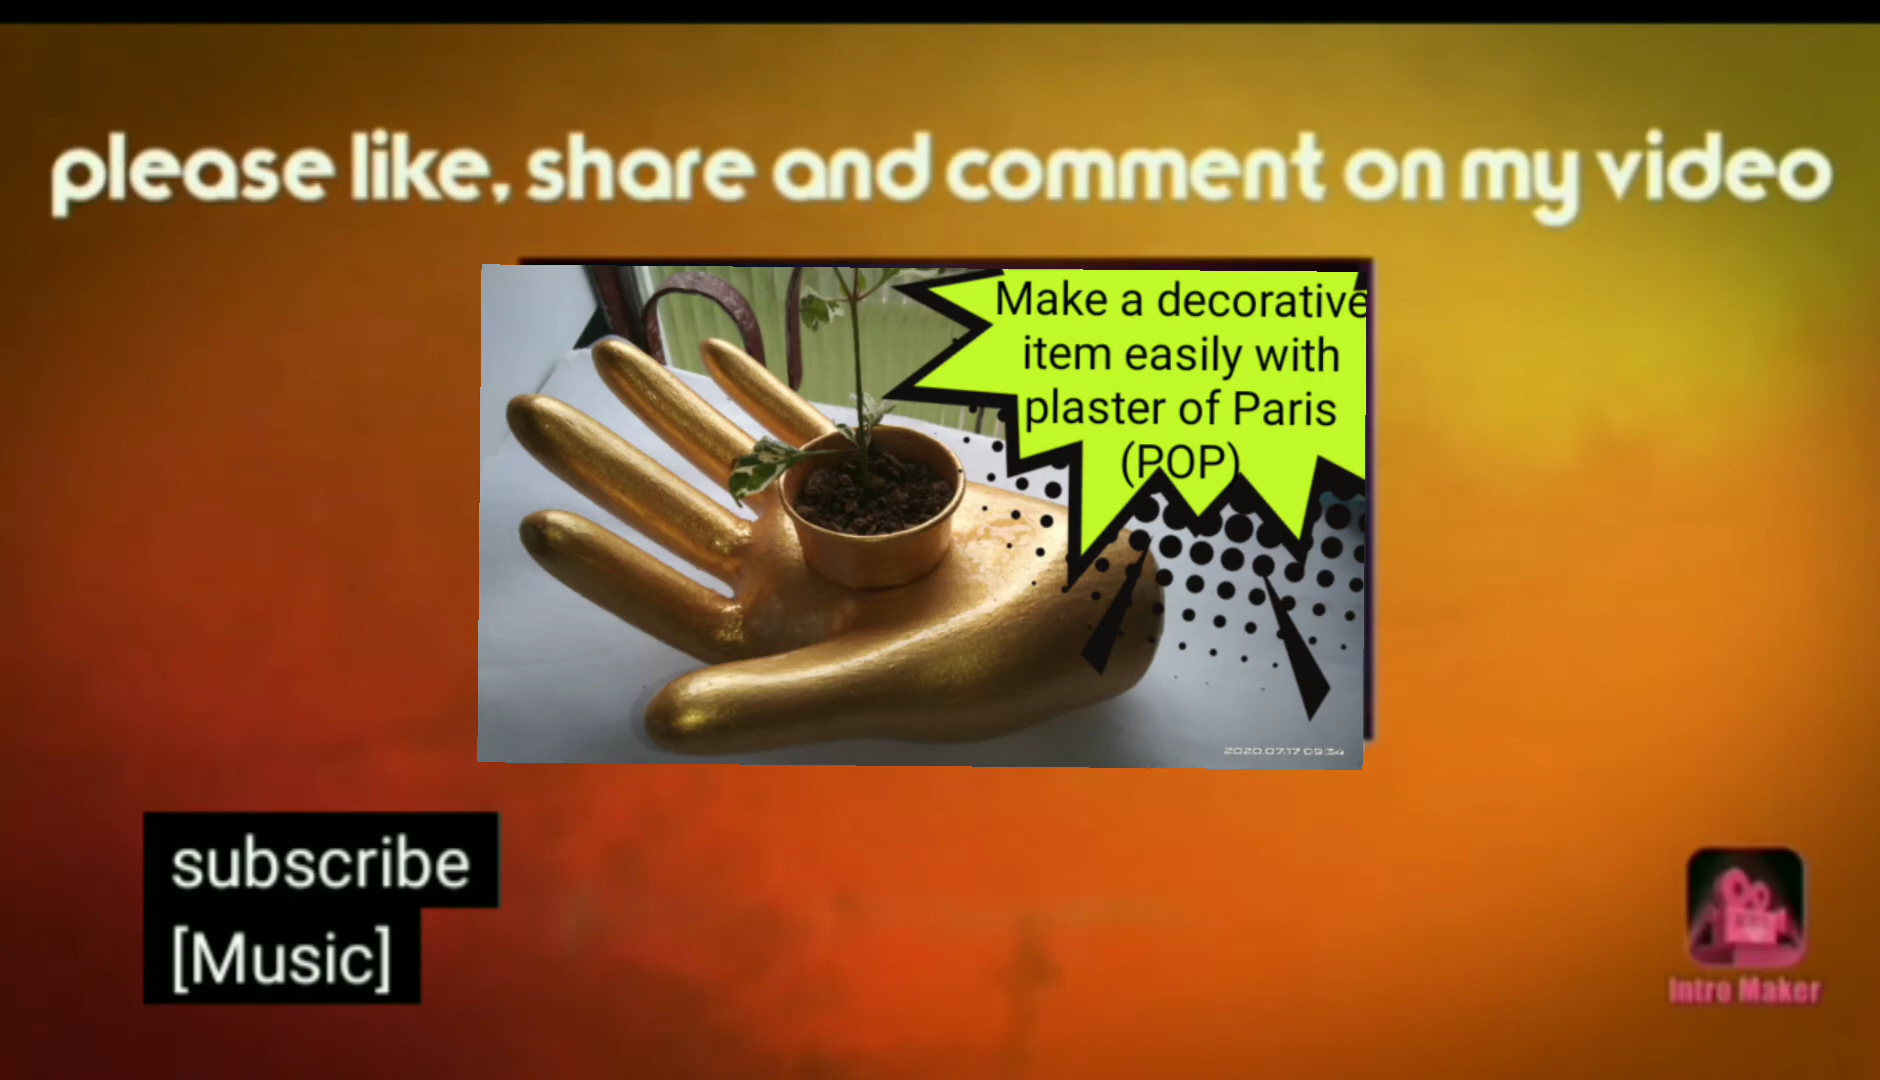 please like, share and comment on my video
Make a decorative
item easily with
plaster of Paris
(POP)
2020.07.17 09:34
subscribe
[Music]
Intro Maker